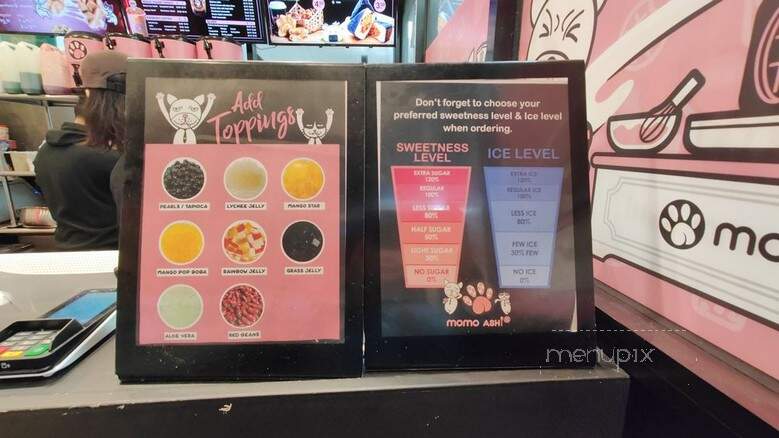 Add
Toppings
PEARLS / TAPIOCA
LYCHEE JELLY
MANGO STAR
MANGO POP BOBA
RAINBOW JELLY
GRASS JELLY
ALOE VERA
RED BEANS
Don't forget to choose your
preferred sweetness level & Ice level
when ordering.
SWEETNESS
LEVEL
EXTRA SUGAR
120%
REGULAR
100%
LESS SUGAR
80%
HALF SUGAR
50%
LIGHT SUGAR
30%
NO SUGAR
0%
ICE LEVEL
EXTRA ICE
120%
REGULAR ICE
100%
LESS ICE
80%
FEW ICE
30% FEW
NO ICE
0%
MOMO ASHI®
mo
menupix